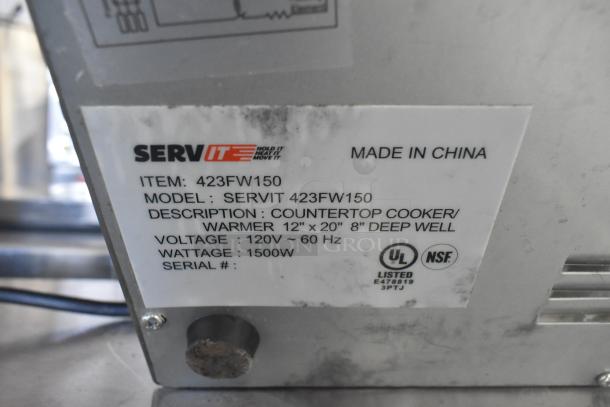 SERVIT HOLD IT
HEAT IT
MOVE IT
MADE IN CHINA
ITEM: 423FW150
MODEL : SERVIT 423FW150
DESCRIPTION : COUNTERTOP COOKER/
WARMER 12" x 20" 8" DEEP WELL
VOLTAGE : 120V ~ 60 Hz
WATTAGE : 1500W
SERIAL # :
UL
LISTED
E478819
3PTJ
NSF
GROUP